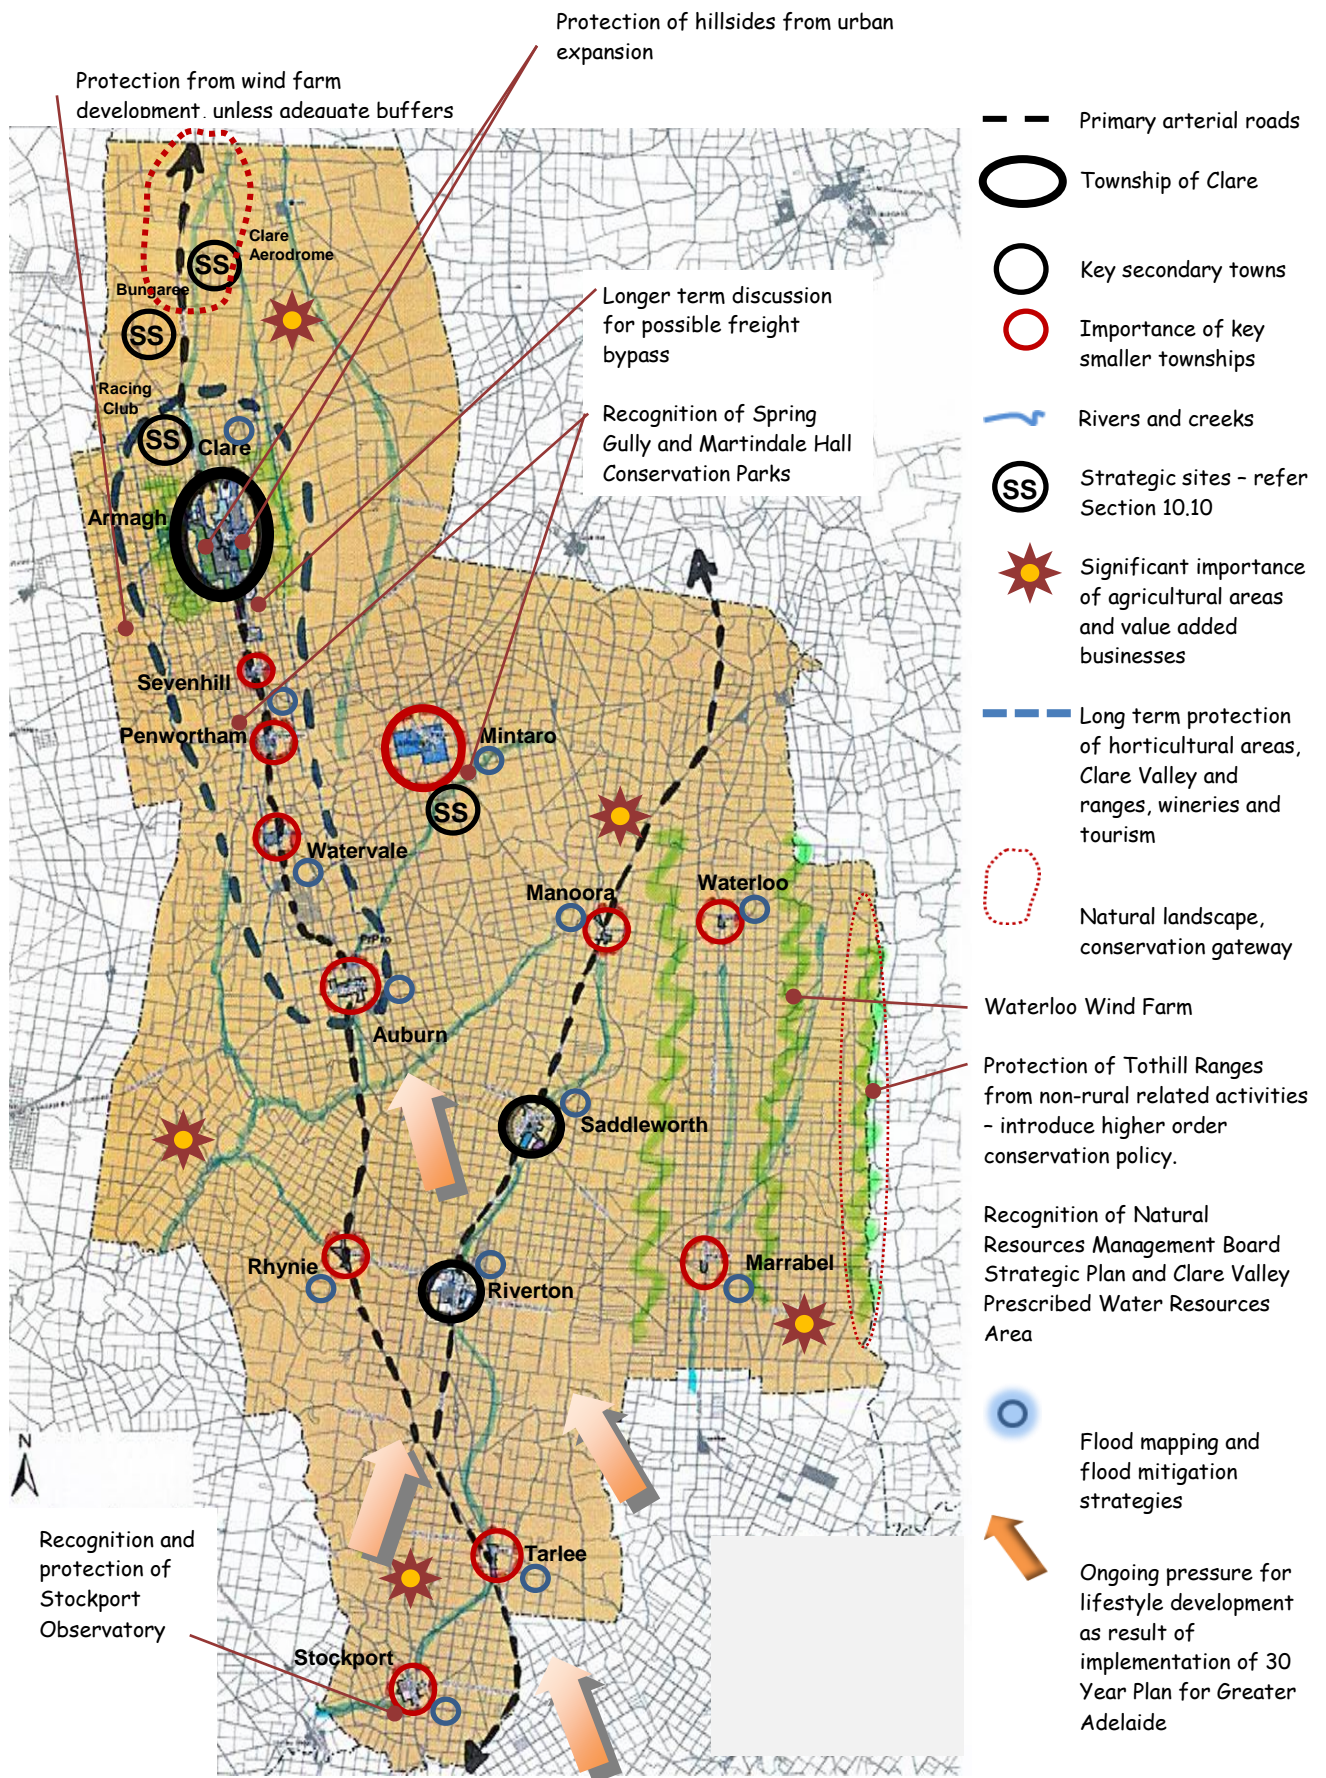 Protection of hillsides from urban
expansion
Protection from wind farm
development, unless adequate buffers
Clare
Aerodrome
SS
Bungaree
SS
Racing
Club
SS
Clare
Armagh
Longer term discussion
for possible freight
bypass
Recognition of Spring
Gully and Martindale Hall
Conservation Parks
Sevenhill
Penwortham
Mintaro
SS
Watervale
Manoora
Waterloo
Auburn
Saddleworth
Rhynie
Riverton
Marrabel
N
Recognition and
protection of
Stockport
Observatory
Tarlee
Stockport
Primary arterial roads
Township of Clare
Key secondary towns
Importance of key
smaller townships
Rivers and creeks
SS
Strategic sites – refer
Section 10.10
Significant importance
of agricultural areas
and value added
businesses
Long term protection
of horticultural areas,
Clare Valley and
ranges, wineries and
tourism
Natural landscape,
conservation gateway
Waterloo Wind Farm
Protection of Tothill Ranges
from non-rural related activities
– introduce higher order
conservation policy.
Recognition of Natural
Resources Management Board
Strategic Plan and Clare Valley
Prescribed Water Resources
Area
Flood mapping and
flood mitigation
strategies
Ongoing pressure for
lifestyle development
as result of
implementation of 30
Year Plan for Greater
Adelaide